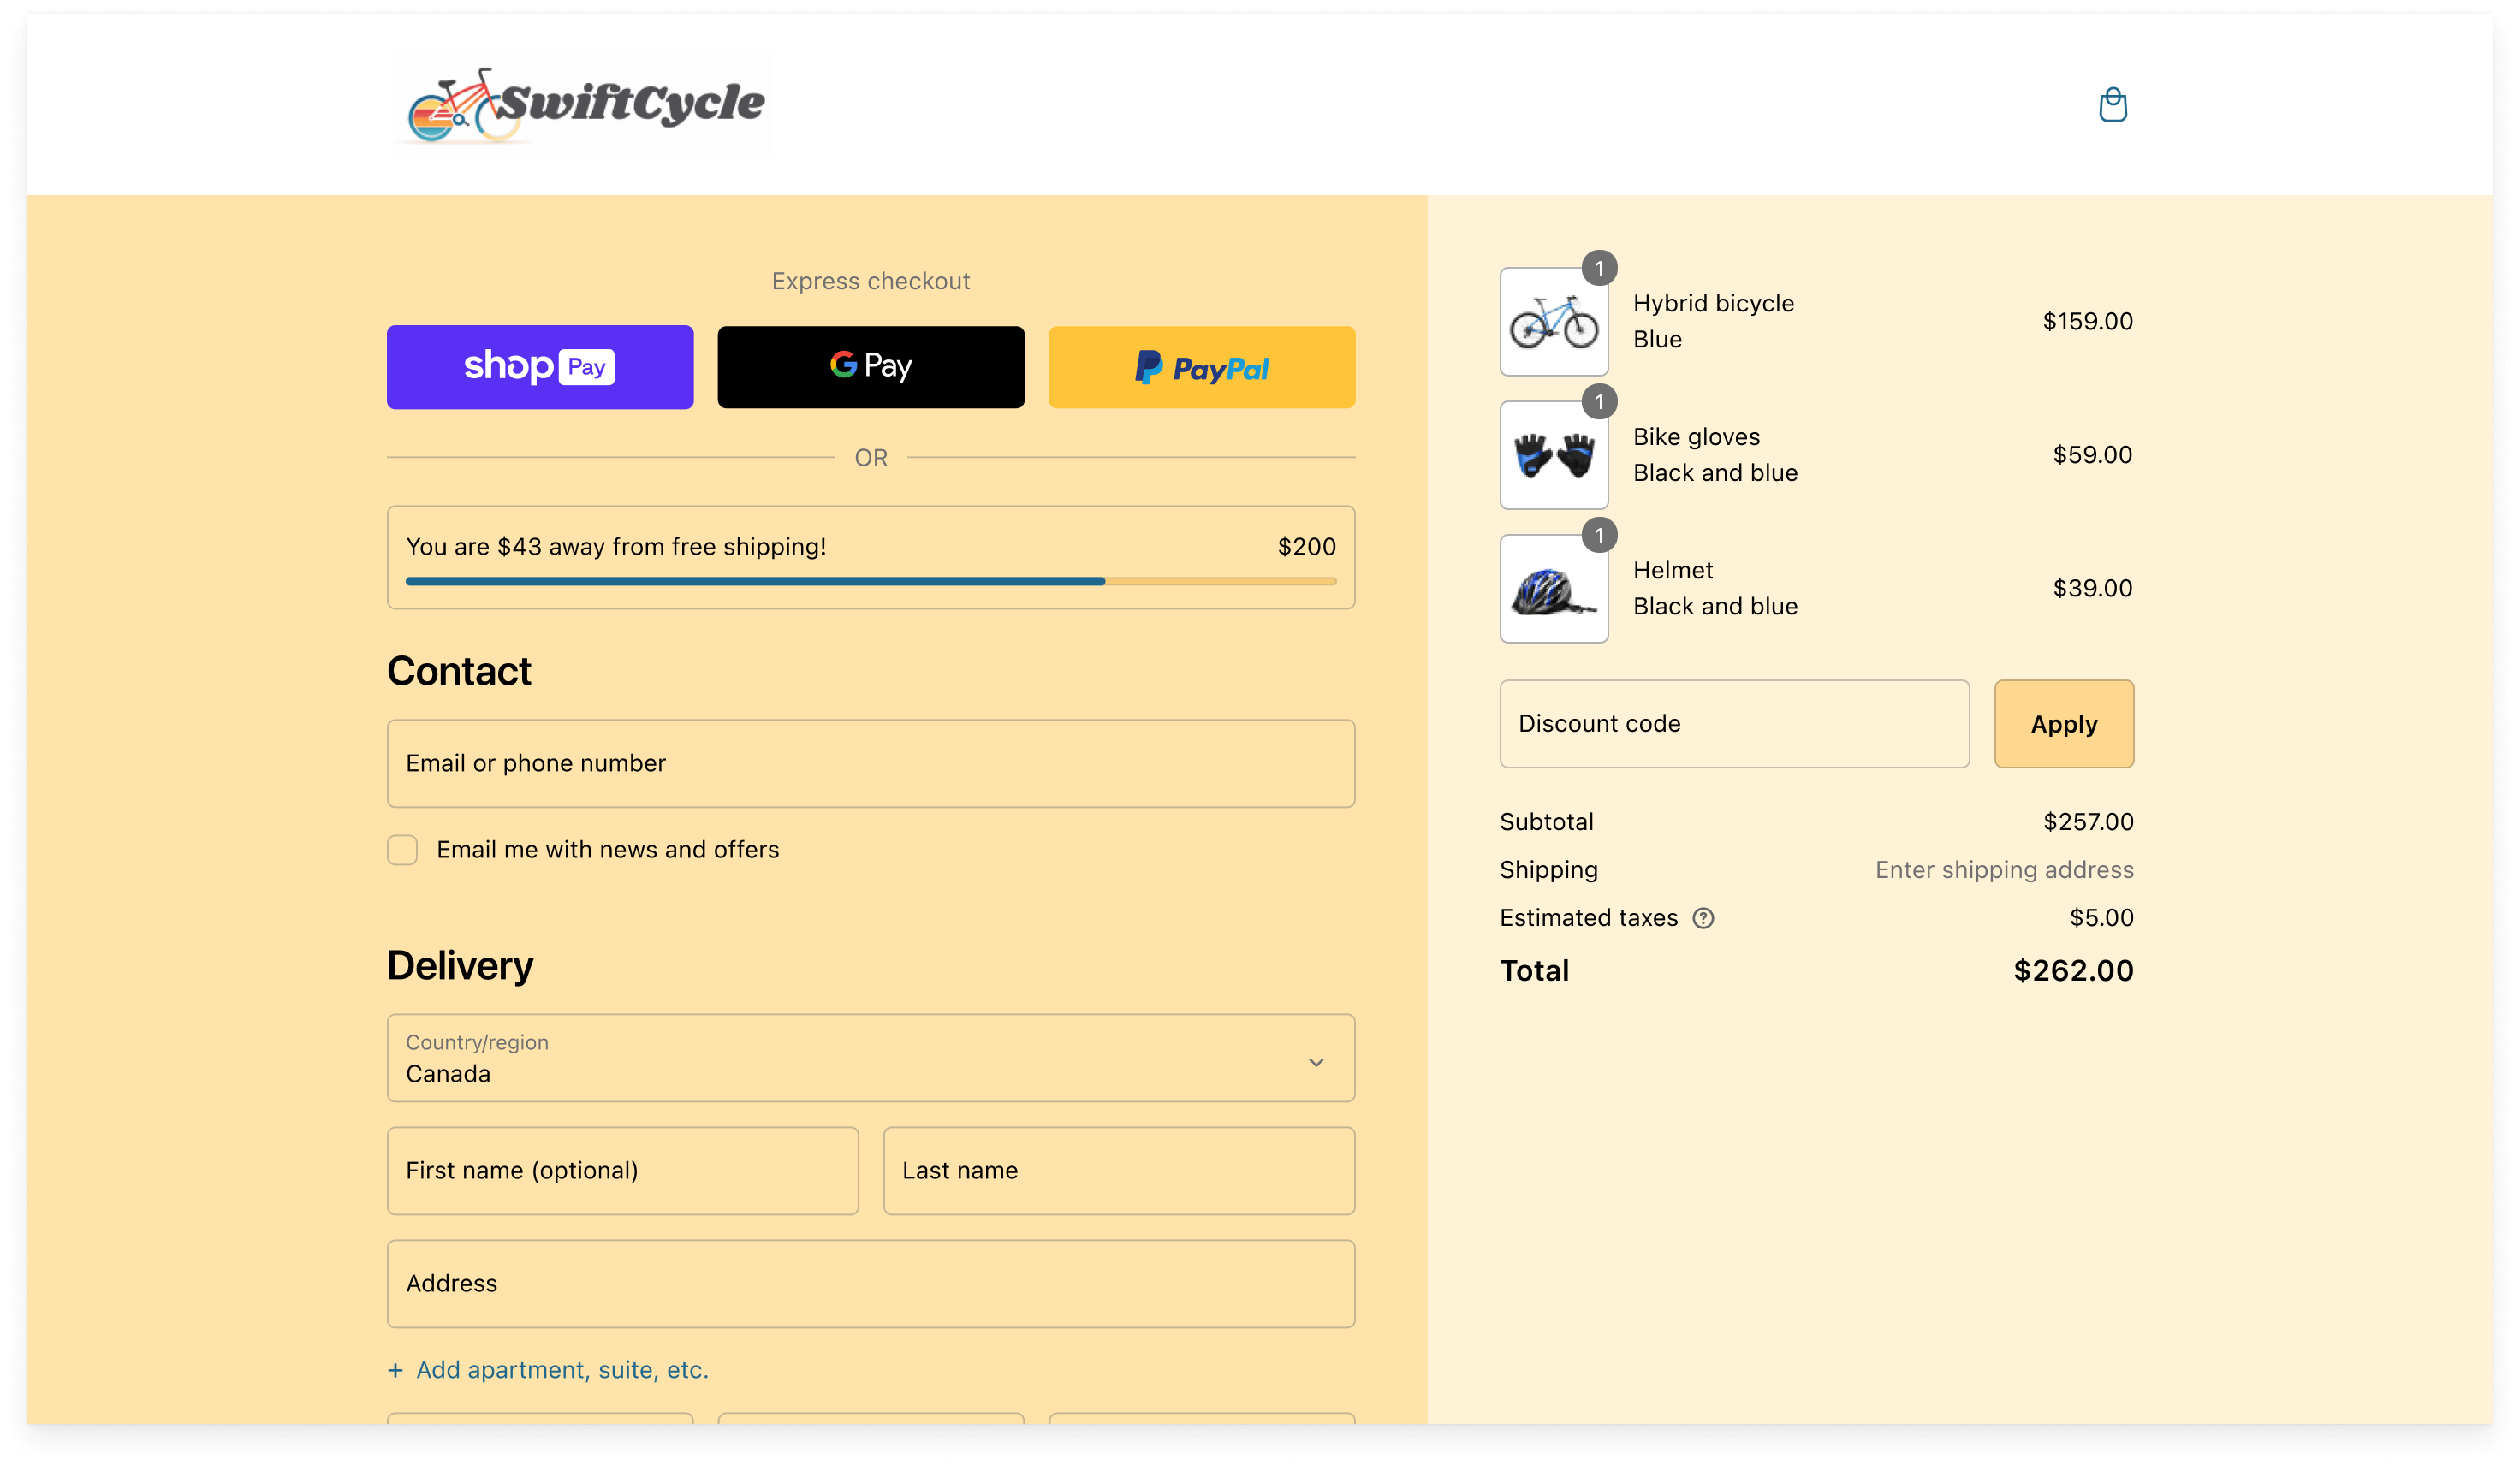 SwiftCycle
Express checkout
shop Pay
G Pay
PayPal
OR
You are $43 away from free shipping! $200
Contact
Email or phone number
Email me with news and offers
Delivery
Country/region
Canada
First name (optional) Last name
Address
+ Add apartment, suite, etc.
1
Hybrid bicycle
Blue
$159.00
1
Bike gloves
Black and blue
$59.00
1
Helmet
Black and blue
$39.00
Discount code Apply
Subtotal $257.00
Shipping Enter shipping address
Estimated taxes ? $5.00
Total $262.00